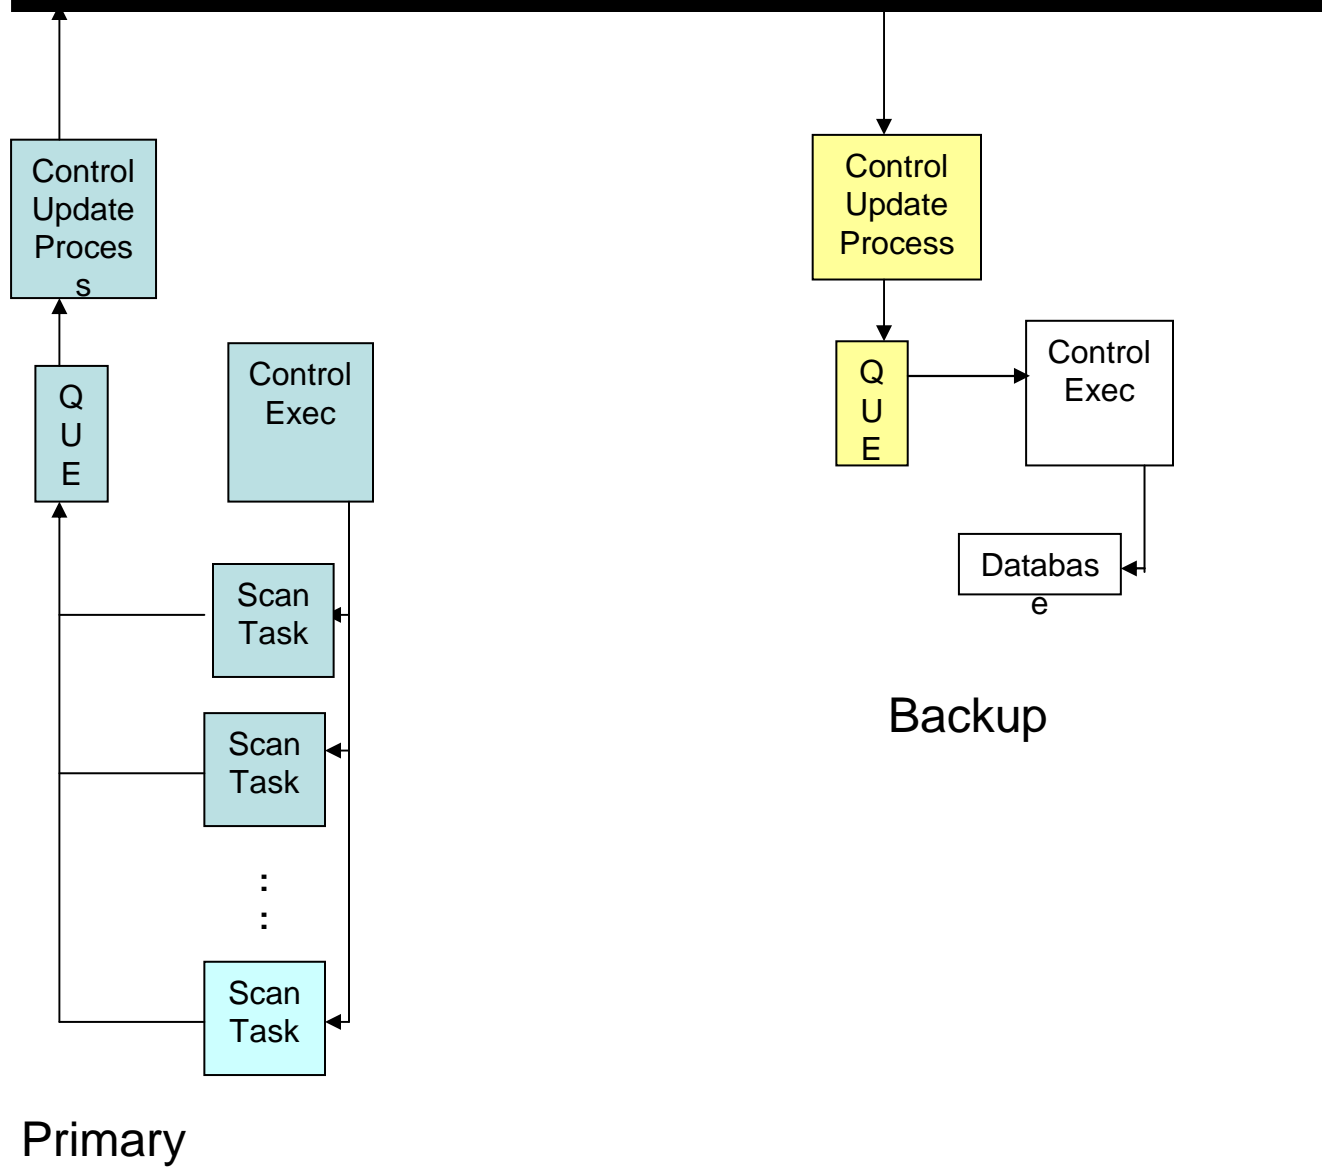 Control
Update
Proces
s
Q
U
E
Control
Exec
Scan
Task
Scan
Task
:
:
Scan
Task
Primary
Control
Update
Process
Q
U
E
Control
Exec
Databas
e
Backup